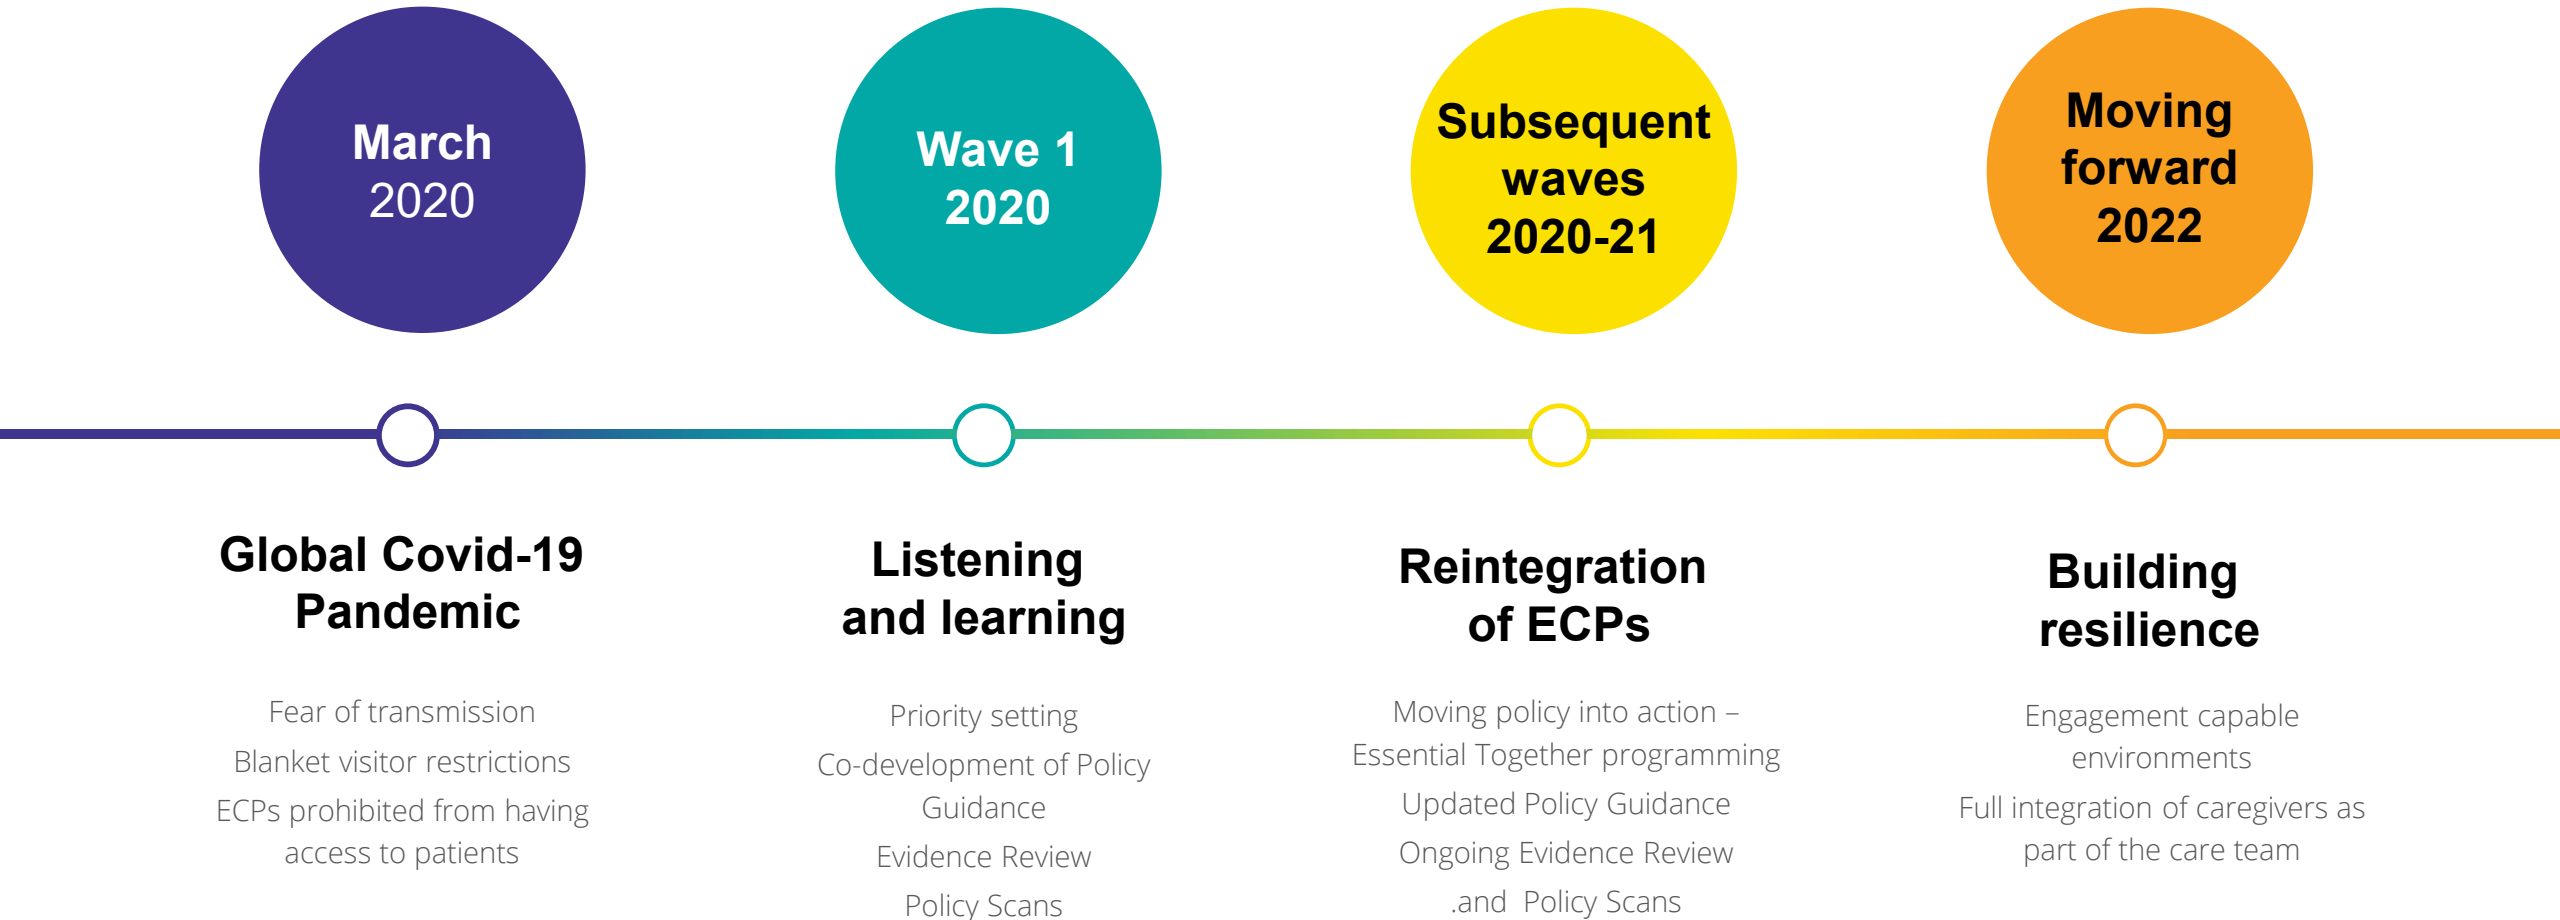 March
2020
Wave 1
2020
Subsequent
waves
2020-21
Moving
forward
2022
Global Covid-19
Pandemic
Fear of transmission
Blanket visitor restrictions
ECPs prohibited from having
access to patients
Listening
and learning
Priority setting
Co-development of Policy
Guidance
Evidence Review
Policy Scans
Reintegration
of ECPs
Moving policy into action –
Essential Together programming
Updated Policy Guidance
Ongoing Evidence Review
.and Policy Scans
Building
resilience
Engagement capable
environments
Full integration of caregivers as
part of the care team